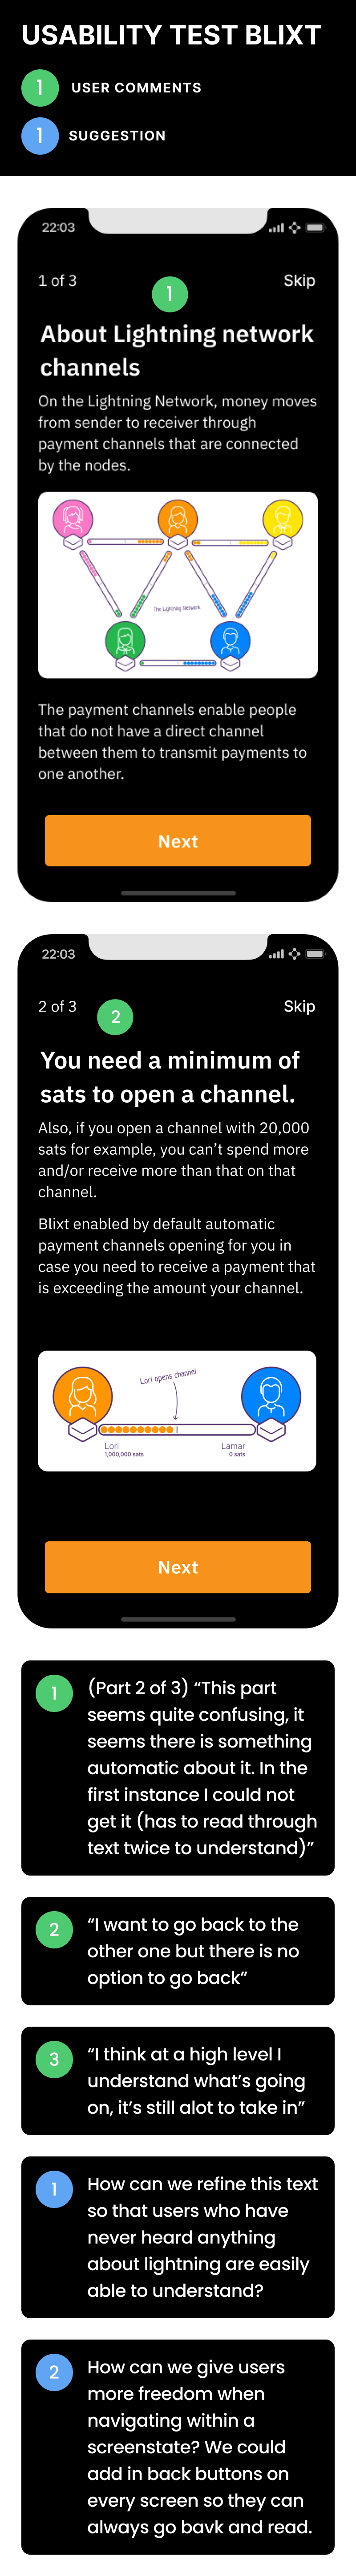 USABILITY TEST BLIXT
1 USER COMMENTS
1 SUGGESTION
22:03
1 of 3
1
Skip
About Lightning network
channels
On the Lightning Network, money moves
from sender to receiver through
payment channels that are connected
by the nodes.
The Lightning Network
The payment channels enable people
that do not have a direct channel
between them to transmit payments to
one another.
Next
22:03
2 of 3
2
Skip
You need a minimum of
sats to open a channel.
Also, if you open a channel with 20,000
sats for example, you can’t spend more
and/or receive more than that on that
channel.
Blixt enabled by default automatic
payment channels opening for you in
case you need to receive a payment that
is exceeding the amount your channel.
Lori opens channel
Lori
1,000,000 sats
Lamar
0 sats
Next
1
(Part 2 of 3) “This part
seems quite confusing, it
seems there is something
automatic about it. In the
first instance I could not
get it (has to read through
text twice to understand)”
2
“I want to go back to the
other one but there is no
option to go back”
3
“I think at a high level I
understand what’s going
on, it’s still alot to take in”
1
How can we refine this text
so that users who have
never heard anything
about lightning are easily
able to understand?
2
How can we give users
more freedom when
navigating within a
screenstate? We could
add in back buttons on
every screen so they can
always go bavk and read.